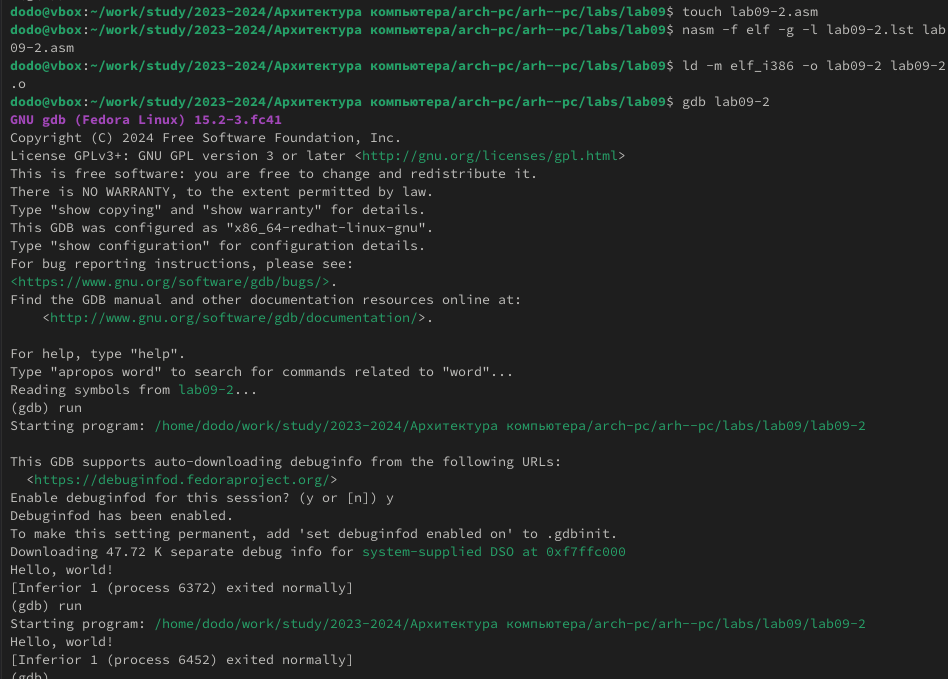 dodo@vbox:~/work/study/2023-2024/Архитектура компьютера/arch-pc/arh--pc/labs/lab09$ touch lab09-2.asm
dodo@vbox:~/work/study/2023-2024/Архитектура компьютера/arch-pc/arh--pc/labs/lab09$ nasm -f elf -g -l lab09-2.lst lab
09-2.asm
dodo@vbox:~/work/study/2023-2024/Архитектура компьютера/arch-pc/arh--pc/labs/lab09$ ld -m elf_i386 -o lab09-2 lab09-2
.o
dodo@vbox:~/work/study/2023-2024/Архитектура компьютера/arch-pc/arh--pc/labs/lab09$ gdb lab09-2
GNU gdb (Fedora Linux) 15.2-3.fc41
Copyright (C) 2024 Free Software Foundation, Inc.
License GPLv3+: GNU GPL version 3 or later <http://gnu.org/licenses/gpl.html>
This is free software: you are free to change and redistribute it.
There is NO WARRANTY, to the extent permitted by law.
Type "show copying" and "show warranty" for details.
This GDB was configured as "x86_64-redhat-linux-gnu".
Type "show configuration" for configuration details.
For bug reporting instructions, please see:
<https://www.gnu.org/software/gdb/bugs/>.
Find the GDB manual and other documentation resources online at:
    <http://www.gnu.org/software/gdb/documentation/>.

For help, type "help".
Type "apropos word" to search for commands related to "word"...
Reading symbols from lab09-2...
(gdb) run
Starting program: /home/dodo/work/study/2023-2024/Архитектура компьютера/arch-pc/arh--pc/labs/lab09/lab09-2

This GDB supports auto-downloading debuginfo from the following URLs:
  <https://debuginfod.fedoraproject.org/>
Enable debuginfod for this session? (y or [n]) y
Debuginfod has been enabled.
To make this setting permanent, add 'set debuginfod enabled on' to .gdbinit.
Downloading 47.72 K separate debug info for system-supplied DSO at 0xf7ffc000
Hello, world!
[Inferior 1 (process 6372) exited normally]
(gdb) run
Starting program: /home/dodo/work/study/2023-2024/Архитектура компьютера/arch-pc/arh--pc/labs/lab09/lab09-2
Hello, world!
[Inferior 1 (process 6452) exited normally]
(gdb)